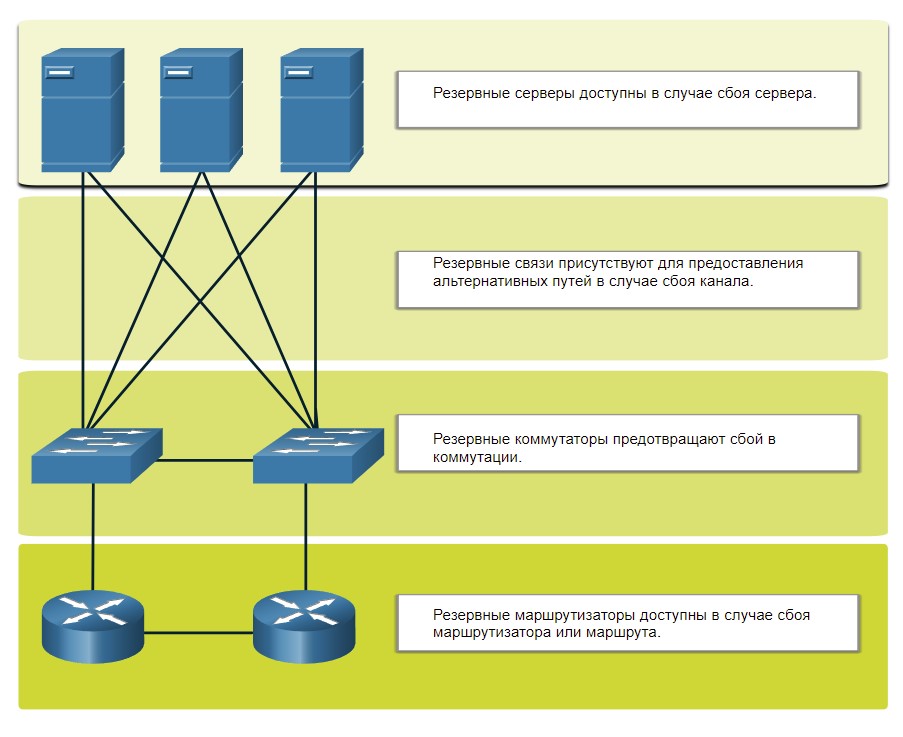 Резервные серверы доступны в случае сбоя сервера.
Резервные связи присутствуют для предоставления
альтернативных путей в случае сбоя канала.
Резервные коммутаторы предотвращают сбой в
коммутации.
Резервные маршрутизаторы доступны в случае сбоя
маршрутизатора или маршрута.